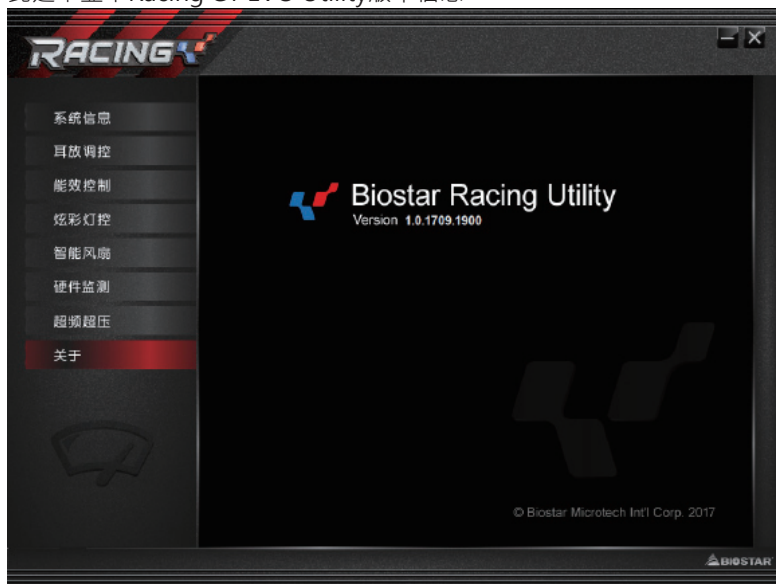 RACING
系统信息
耳放调控
能效控制
炫彩灯控
智能风扇
硬件监测
超频超压
关于
Biostar Racing Utility
Version 1.0.1709.1900
© Biostar Microtech Int'l Corp. 2017
BIOSTAR